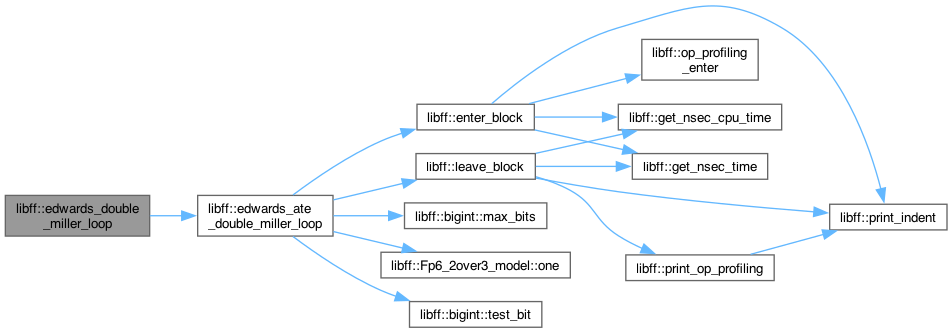 libff::edwards_double
_miller_loop
libff::edwards_ate
_double_miller_loop
libff::enter_block
libff::leave_block
libff::bigint::max_bits
libff::Fp6_2over3_model::one
libff::bigint::test_bit
libff::op_profiling
_enter
libff::get_nsec_cpu_time
libff::get_nsec_time
libff::print_op_profiling
libff::print_indent